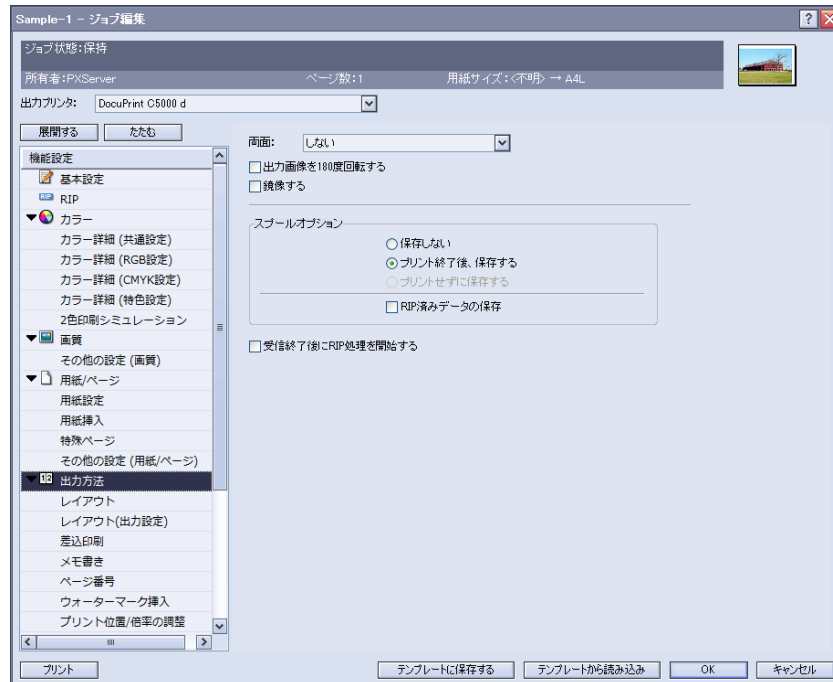 Sample-1 - ジョブ編集
ジョブ状態:保持
所有者:PXServer ページ数:1 用紙サイズ:<不明> → A4L
出力プリンタ: DocuPrint C5000 d
展開する たたむ
機能設定
基本設定
RIP RIP
カラー
カラー詳細 (共通設定)
カラー詳細 (RGB設定)
カラー詳細 (CMYK設定)
カラー詳細 (特色設定)
2色印刷シミュレーション
画質
その他の設定 (画質)
用紙/ページ
用紙設定
用紙挿入
特殊ページ
その他の設定 (用紙/ページ)
12 出力方法
レイアウト
レイアウト(出力設定)
差込印刷
メモ書き
ページ番号
ウォーターマーク挿入
プリント位置/倍率の調整
両面: しない
出力画像を180度回転する
鏡像する
スプールオプション
保存しない
プリント終了後、保存する
プリントせずに保存する
RIP済みデータの保存
受信終了後にRIP処理を開始する
プリント テンプレートに保存する テンプレートから読み込み OK キャンセル